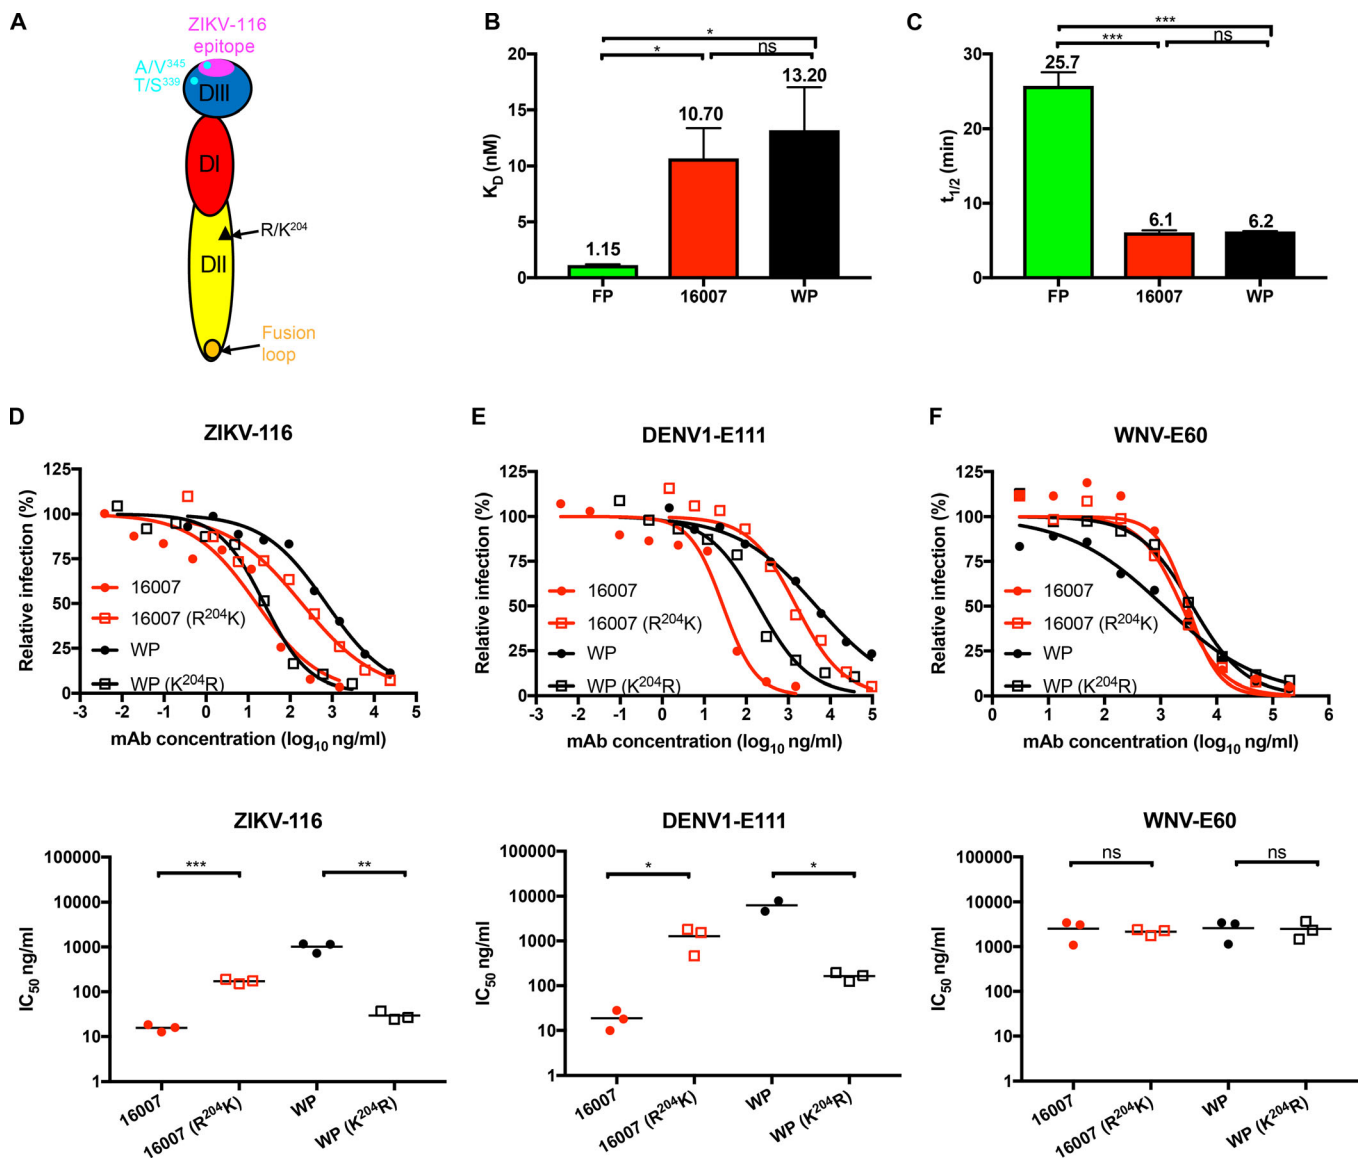 A
ZIKV-116
epitope
A/V³⁴⁵
T/S³³⁹
DIII
DI
R/K²⁰⁴
DII
Fusion
loop
B
*
*
ns
20
15
10
5
0
K_D (nM)
1.15
10.70
13.20
FP
16007
WP
C
***
***
ns
30
20
10
0
t_1/2 (min)
25.7
6.1
6.2
FP
16007
WP
D
ZIKV-116
125
100
75
50
25
0
Relative infection (%)
16007
16007 (R²⁰⁴K)
WP
WP (K²⁰⁴R)
-3 -2 -1 0 1 2 3 4 5
mAb concentration (log₁₀ ng/ml)
E
DENV1-E111
125
100
75
50
25
0
Relative infection (%)
16007
16007 (R²⁰⁴K)
WP
WP (K²⁰⁴R)
-3 -2 -1 0 1 2 3 4 5
mAb concentration (log₁₀ ng/ml)
F
WNV-E60
125
100
75
50
25
0
Relative infection (%)
16007
16007 (R²⁰⁴K)
WP
WP (K²⁰⁴R)
0 1 2 3 4 5 6
mAb concentration (log₁₀ ng/ml)
ZIKV-116
100000
10000
1000
100
10
1
IC₅₀ ng/ml
***
**
16007
16007 (R²⁰⁴K)
WP
WP (K²⁰⁴R)
DENV1-E111
100000
10000
1000
100
10
1
IC₅₀ ng/ml
*
*
16007
16007 (R²⁰⁴K)
WP
WP (K²⁰⁴R)
WNV-E60
100000
10000
1000
100
10
1
IC₅₀ ng/ml
ns
ns
16007
16007 (R²⁰⁴K)
WP
WP (K²⁰⁴R)